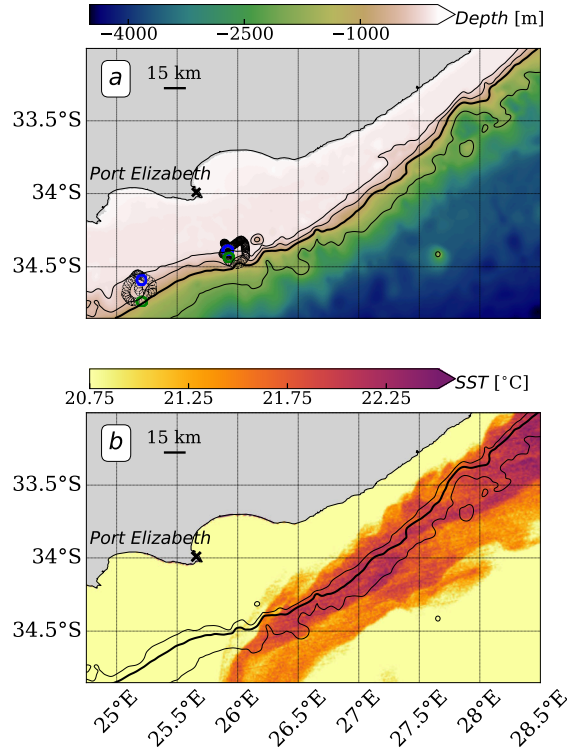 Depth [m]
−4000 −2500 −1000
a
15 km
33.5°S
Port Elizabeth
34°S
34.5°S
SST [°C]
20.75 21.25 21.75 22.25
b
15 km
33.5°S
Port Elizabeth
34°S
34.5°S
25°E 25.5°E 26°E 26.5°E 27°E 27.5°E 28°E 28.5°E